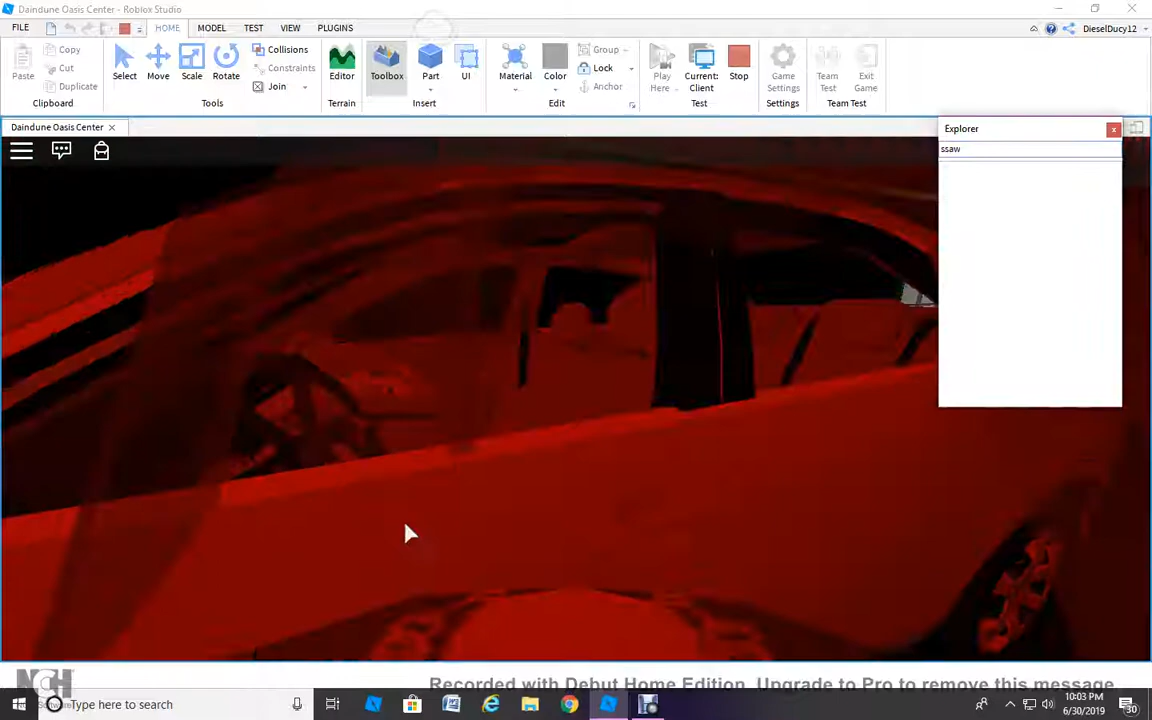 Daindune Oasis Center - Roblox Studio
FILE HOME MODEL TEST VIEW PLUGINS DieselDucy12
Paste Copy Cut Duplicate Select Move Scale Rotate Collisions Constraints Join Editor Toolbox Part UI Material Color Group Lock Anchor Play Here Current: Client Stop Game Settings Team Test Exit Game
Clipboard Tools Terrain Insert Edit Test Settings Team Test
Daindune Oasis Center
Explorer
ssaw
NCH
Recorded with Debut Home Edition. Upgrade to Pro to remove this message
Type here to search
10:03 PM
6/30/2019
30